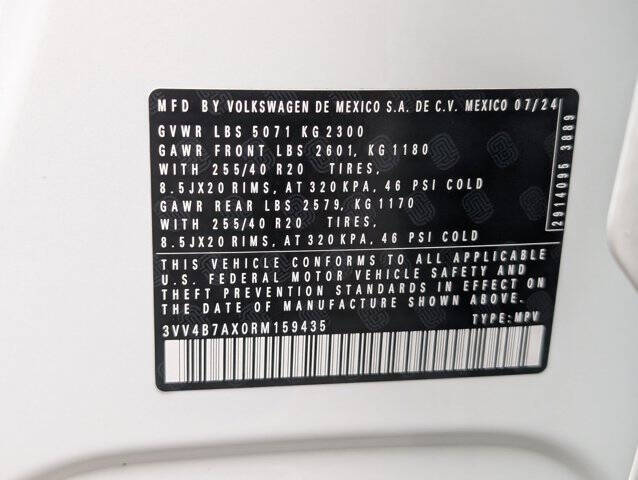 MFD BY VOLKSWAGEN DE MEXICO S.A. DE C.V. MEXICO 07/24
GVWR LBS 5071 KG 2300
GAWR FRONT LBS 2601, KG 1180
WITH 255/40 R20 TIRES,
8.5JX20 RIMS, AT 320 KPA, 46 PSI COLD
GAWR REAR LBS 2579, KG 1170
WITH 255/40 R20 TIRES,
8.5JX20 RIMS, AT 320 KPA, 46 PSI COLD
2914095 3889
THIS VEHICLE CONFORMS TO ALL APPLICABLE
U.S. FEDERAL MOTOR VEHICLE SAFETY AND
THEFT PREVENTION STANDARDS IN EFFECT ON
THE DATE OF MANUFACTURE SHOWN ABOVE.
3VV4B7AX0RM159435 TYPE: MPV